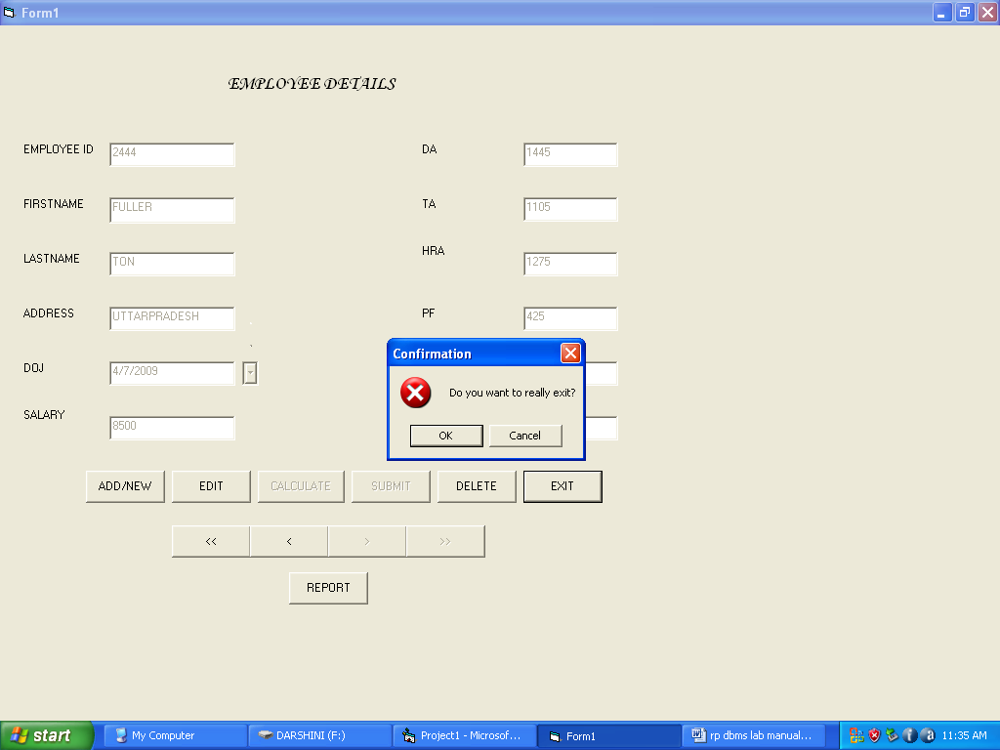 Form1
EMPLOYEE DETAILS
EMPLOYEE ID 2444 DA 1445
FIRSTNAME FULLER TA 1105
LASTNAME TON HRA 1275
ADDRESS UTTARPRADESH PF 425
DOJ 4/7/2009
SALARY 8500
Confirmation
Do you want to really exit?
OK Cancel
ADD/NEW EDIT CALCULATE SUBMIT DELETE EXIT
<< < > >>
REPORT
start My Computer DARSHINI (F:) Project1 - Microsof... Form1 rp dbms lab manual... 11:35 AM